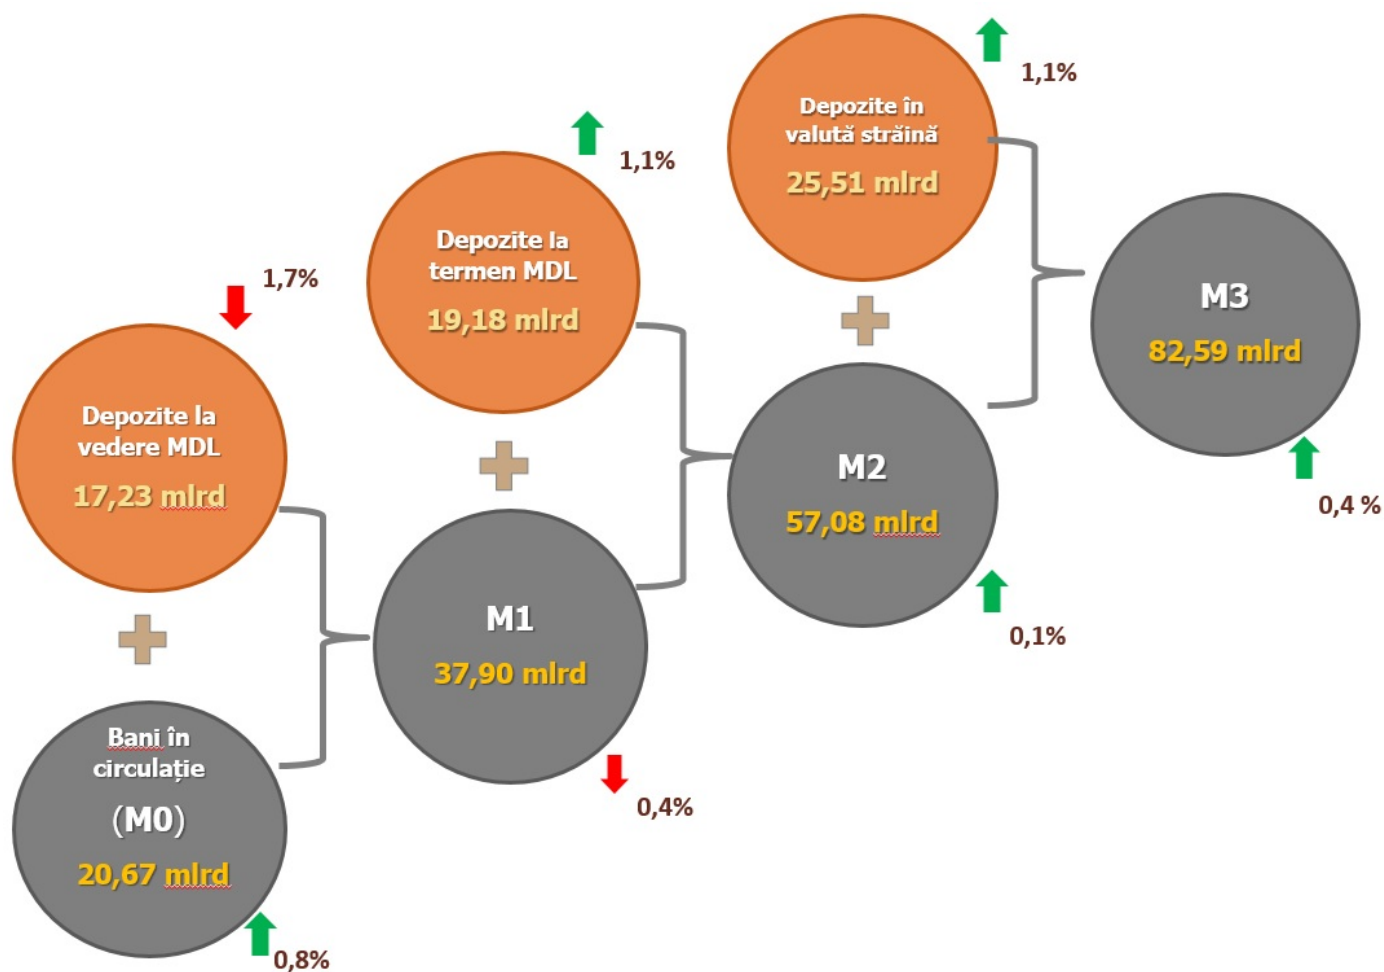 1,7%
Depozite la
vedere MDL
17,23 mlrd
Bani în
circulație
(M0)
20,67 mlrd
0,8%
1,1%
Depozite la
termen MDL
19,18 mlrd
M1
37,90 mlrd
0,4%
1,1%
Depozite în
valută străină
25,51 mlrd
M2
57,08 mlrd
0,1%
M3
82,59 mlrd
0,4 %